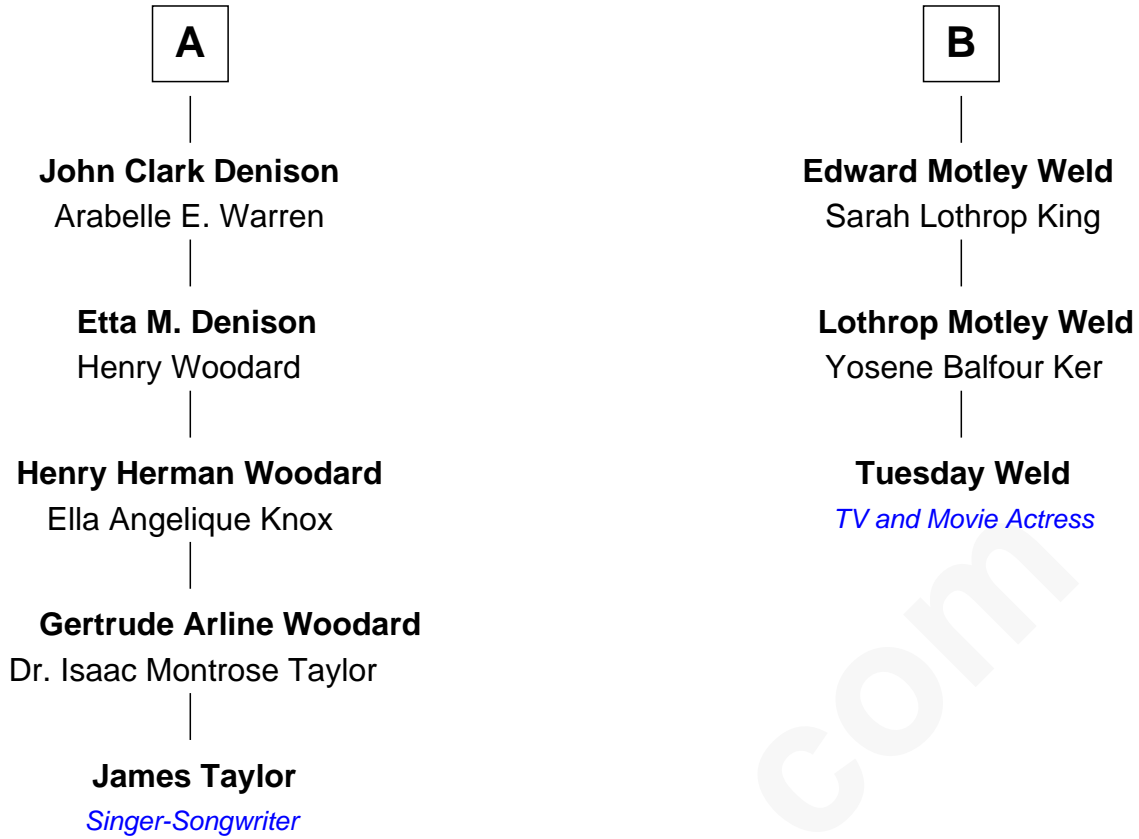 A
John Clark Denison
Arabelle E. Warren
Etta M. Denison
Henry Woodard
Henry Herman Woodard
Ella Angelique Knox
Gertrude Arline Woodard
Dr. Isaac Montrose Taylor
James Taylor
Singer-Songwriter
B
Edward Motley Weld
Sarah Lothrop King
Lothrop Motley Weld
Yosene Balfour Ker
Tuesday Weld
TV and Movie Actress
com